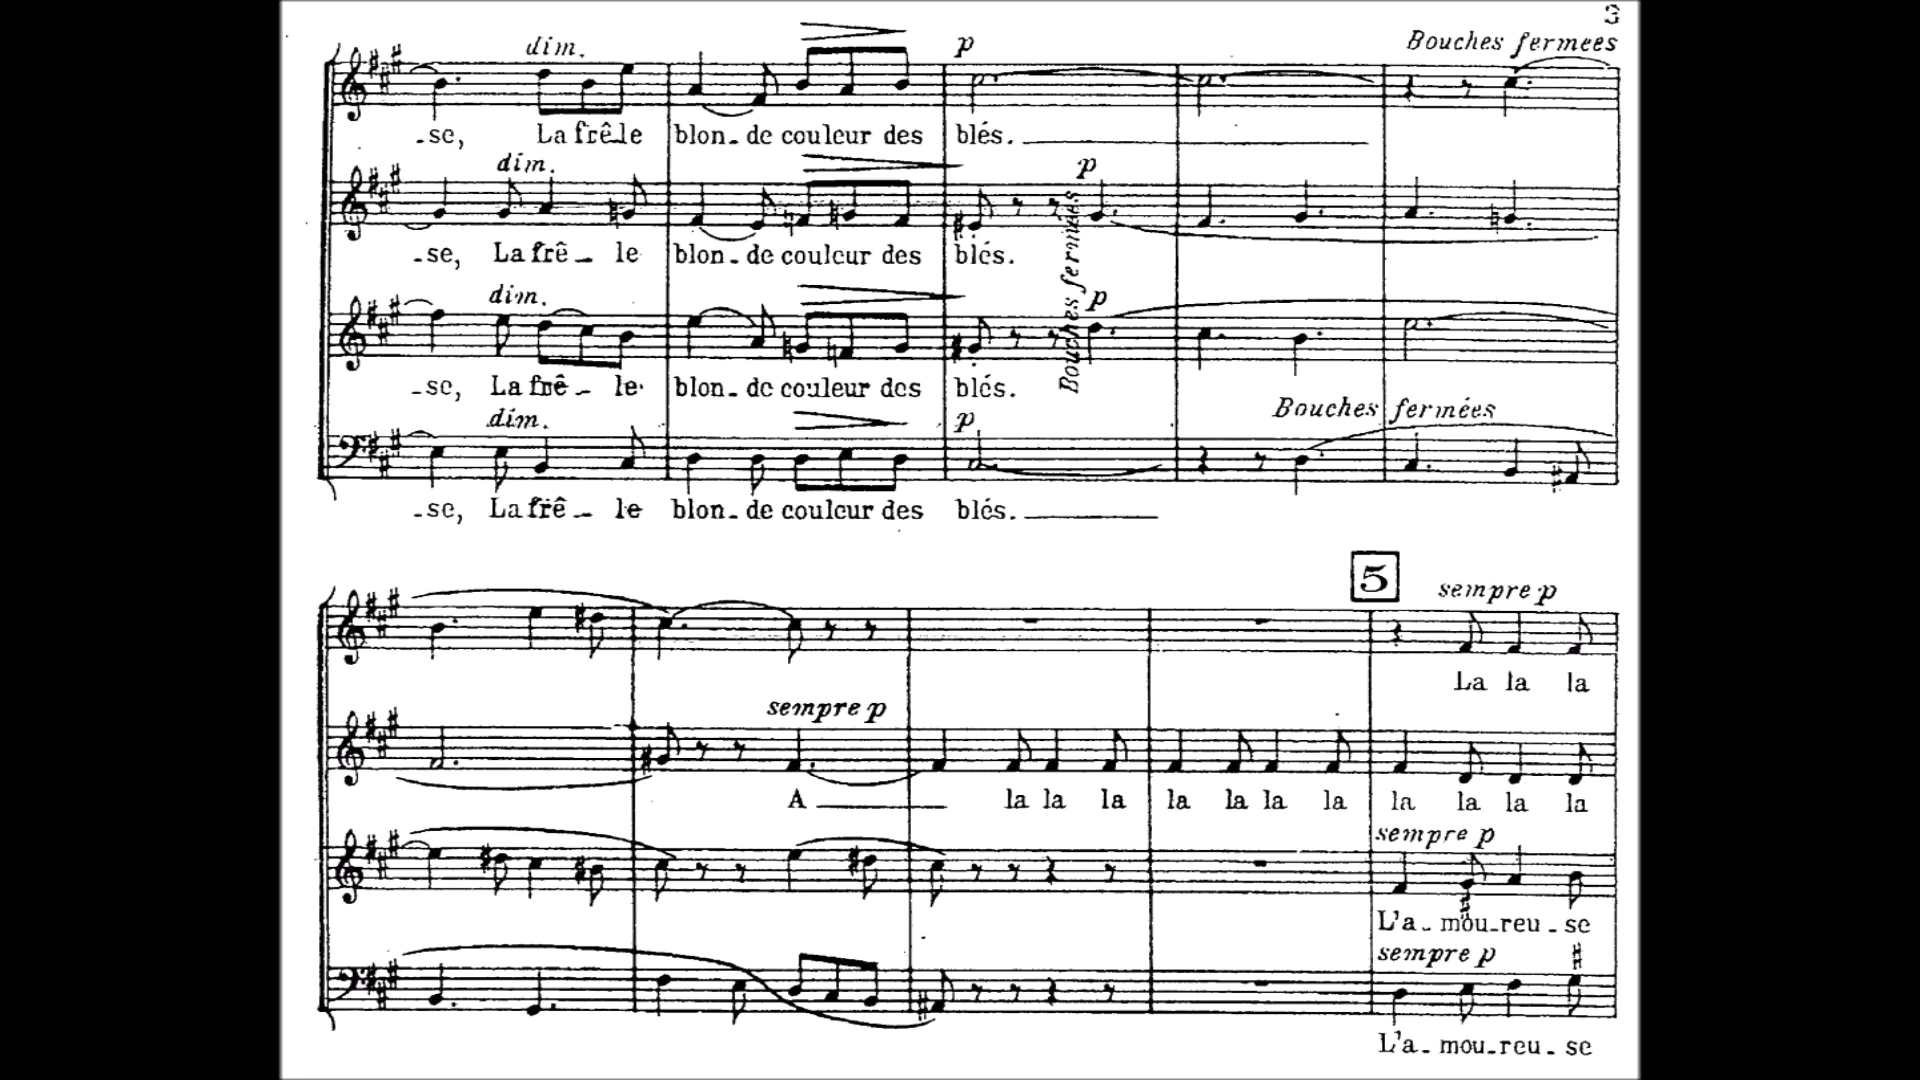 3
dim. p Bouches fermees
-se, La frê-le blon-de couleur des blés.
dim. p
-se, La frê-le blon-de couleur des blés.
Bouches fermées
dim. p
-se, La frê-le blon-de couleur des blés.
dim. p Bouches fermées
-se, La frê-le blon-de couleur des blés.
5 sempre p
La la la
sempre p
A la la la la la la la la la la la
sempre p
L'a-mou-reu-se
sempre p
L'a-mou-reu-se